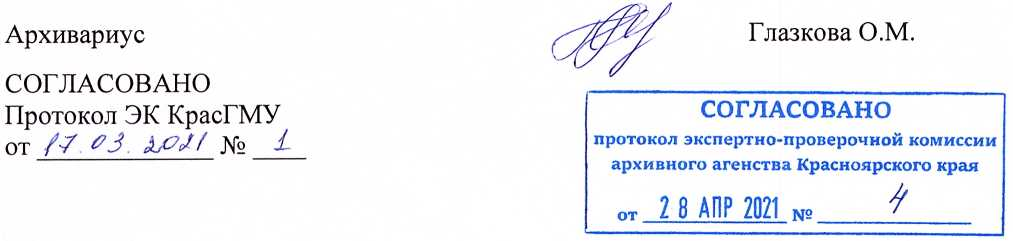 Архивариус Глазкова О.М.
СОГЛАСОВАНО
Протокол ЭК КрасГМУ
от 17.03.2021 № 1
СОГЛАСОВАНО
протокол экспертно-проверочной комиссии
архивного агенства Красноярского края
от 28 АПР 2021 № 4